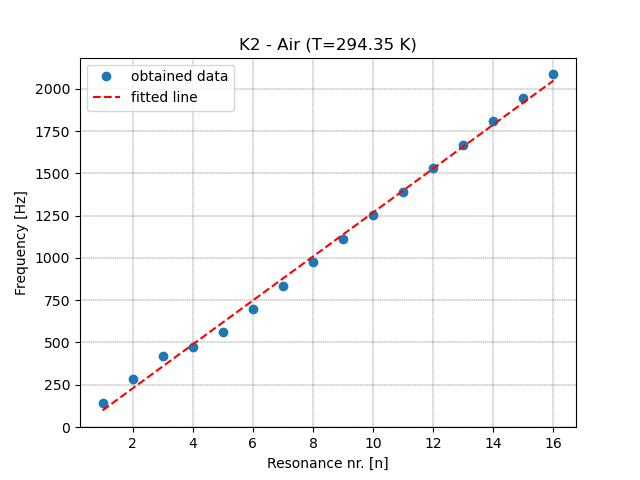 K2 - Air (T=294.35 K)
obtained data
fitted line
2000
1750
1500
1250
1000
750
500
250
0
Frequency [Hz]
2 4 6 8 10 12 14 16
Resonance nr. [n]